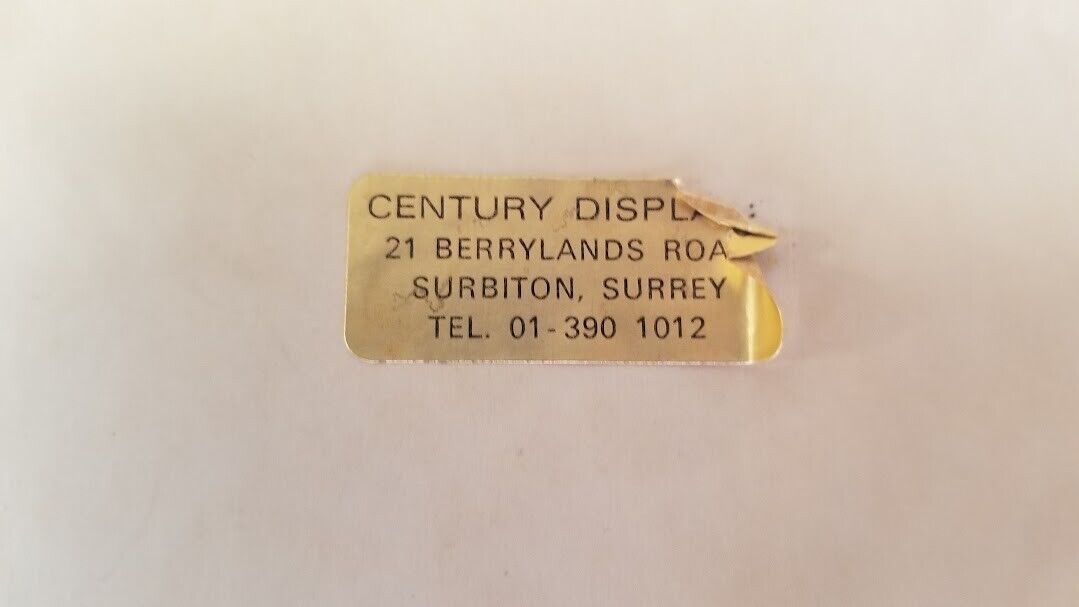 CENTURY DISPLA
21 BERRYLANDS ROA
SURBITON, SURREY
TEL. 01-390 1012